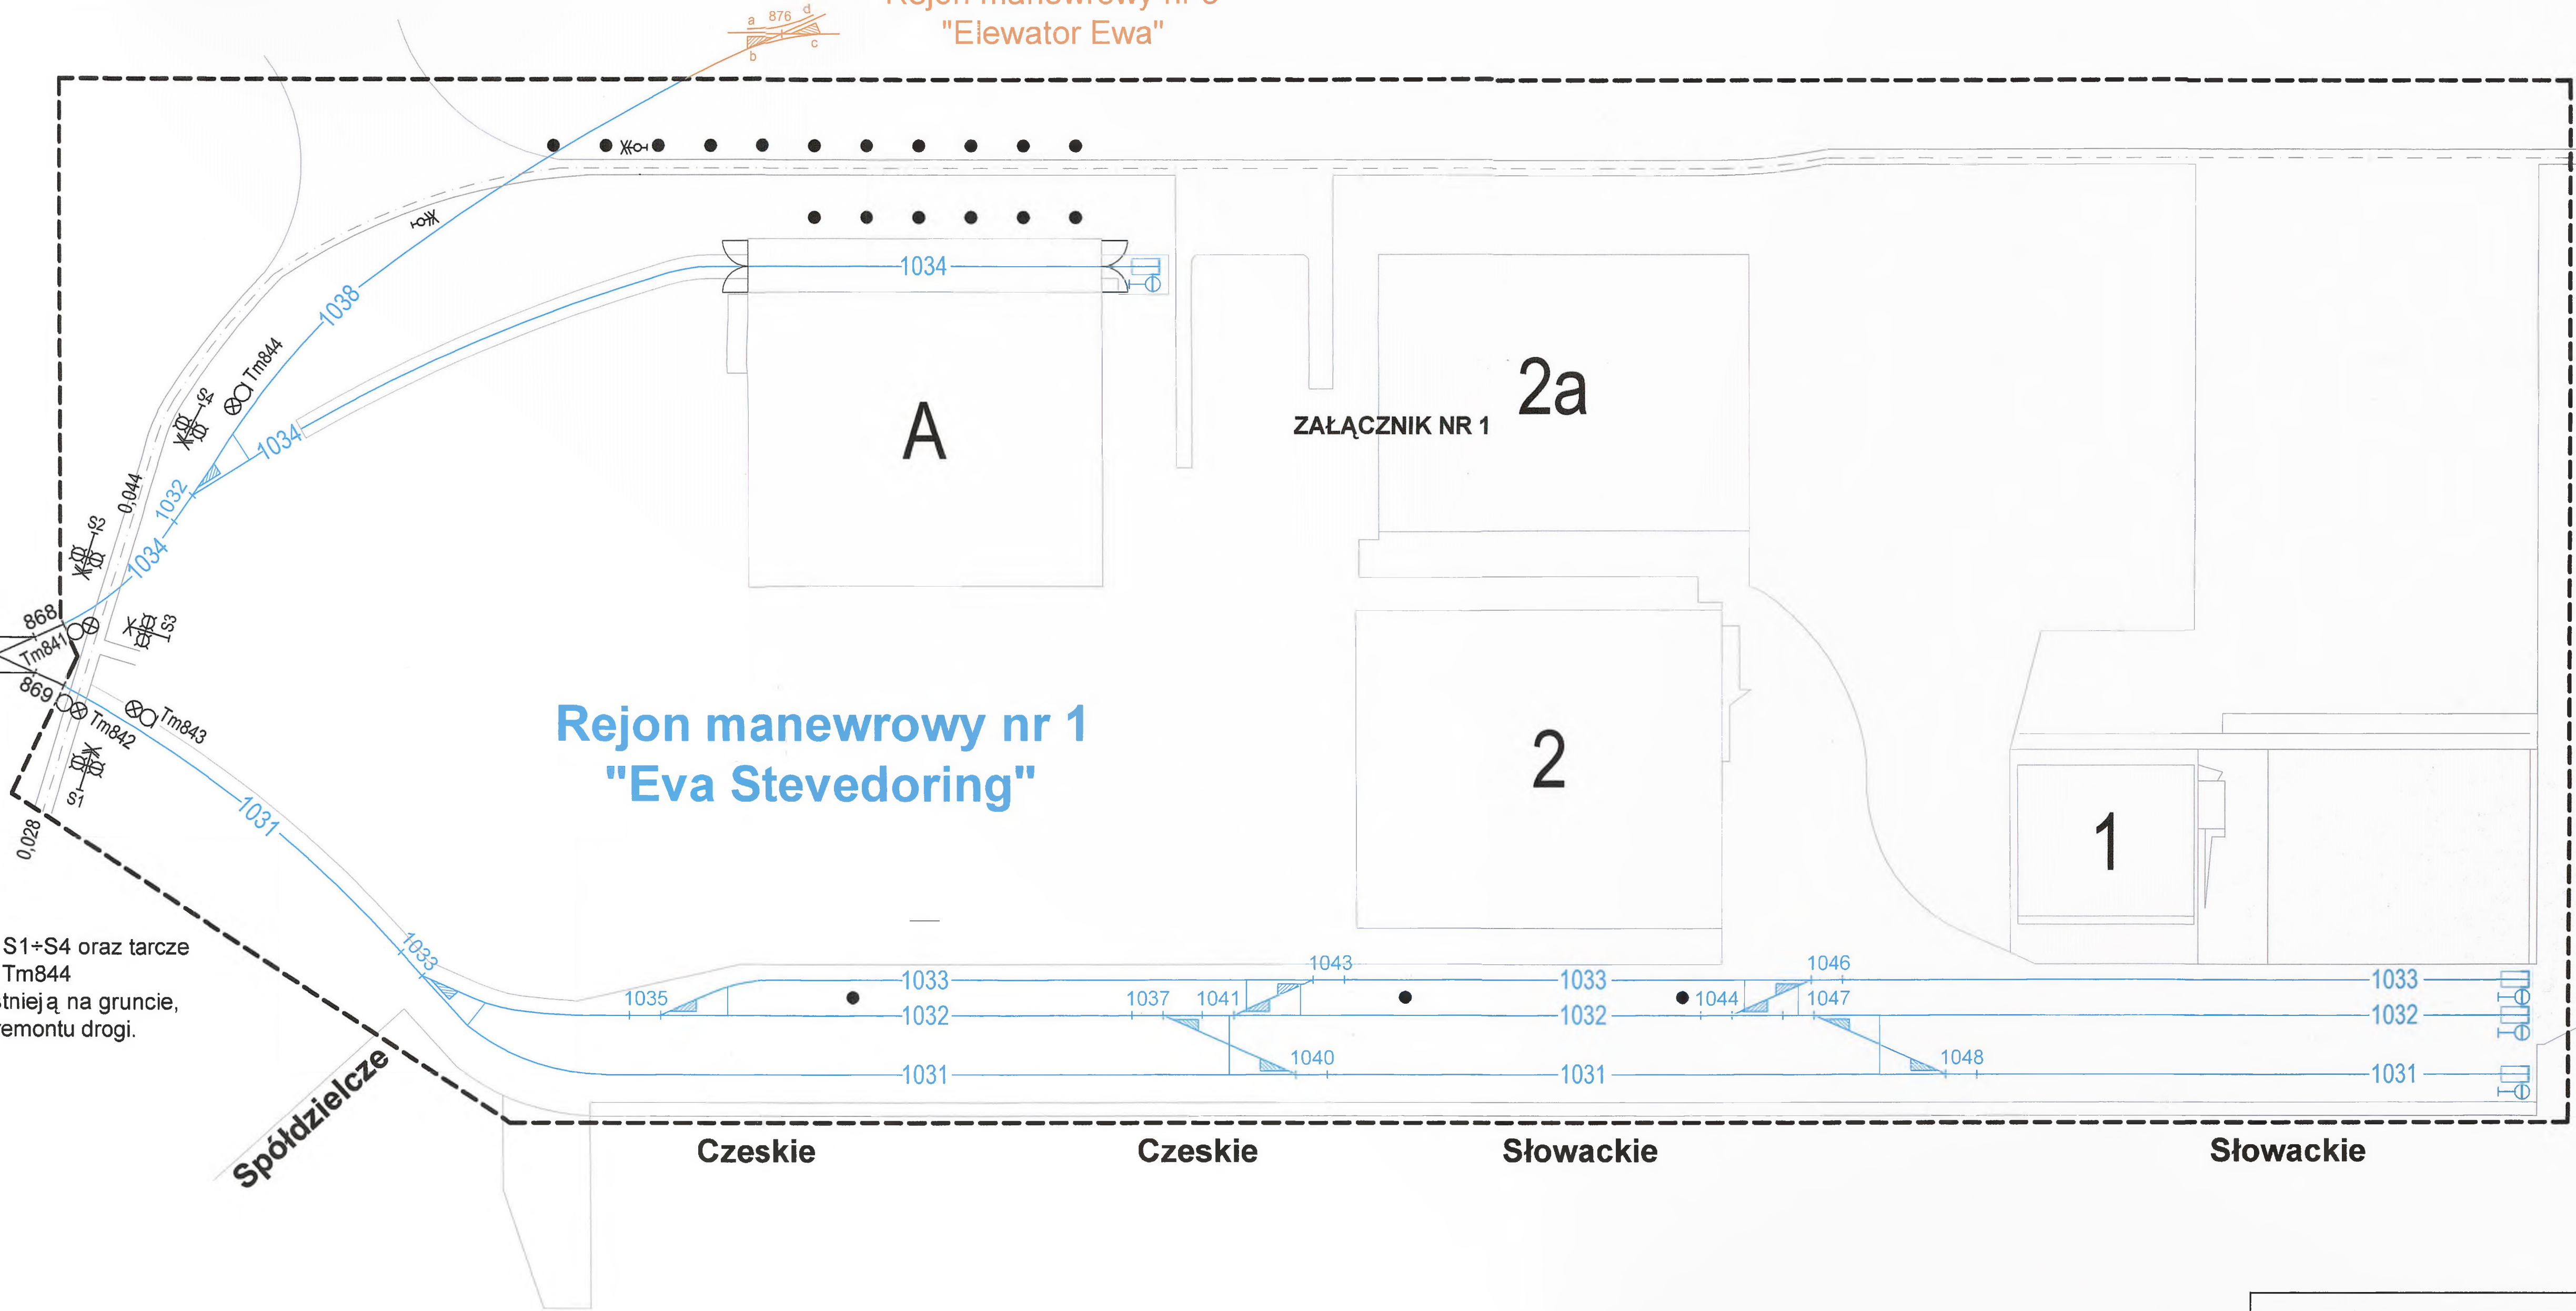 a 876 d
b c
"Elewator Ewa"
1034
1038
Tm844
S4
1034
A
2a
ZAŁĄCZNIK NR 1
0,044
1032
S2
1034
868
Tm841
S3
869
Tm842
Tm843
S1
0,028
1031
Rejon manewrowy nr 1
"Eva Stevedoring"
2
1
S1÷S4 oraz tarcze
Tm844
na gruncie,
drogi.
1033
1033 1043 1033 1046 1033
1035 1037 1041 1044 1047
1032 1032 1032
1040 1048
1031 1031 1031
Spółdzielcze
Czeskie Czeskie Słowackie Słowackie